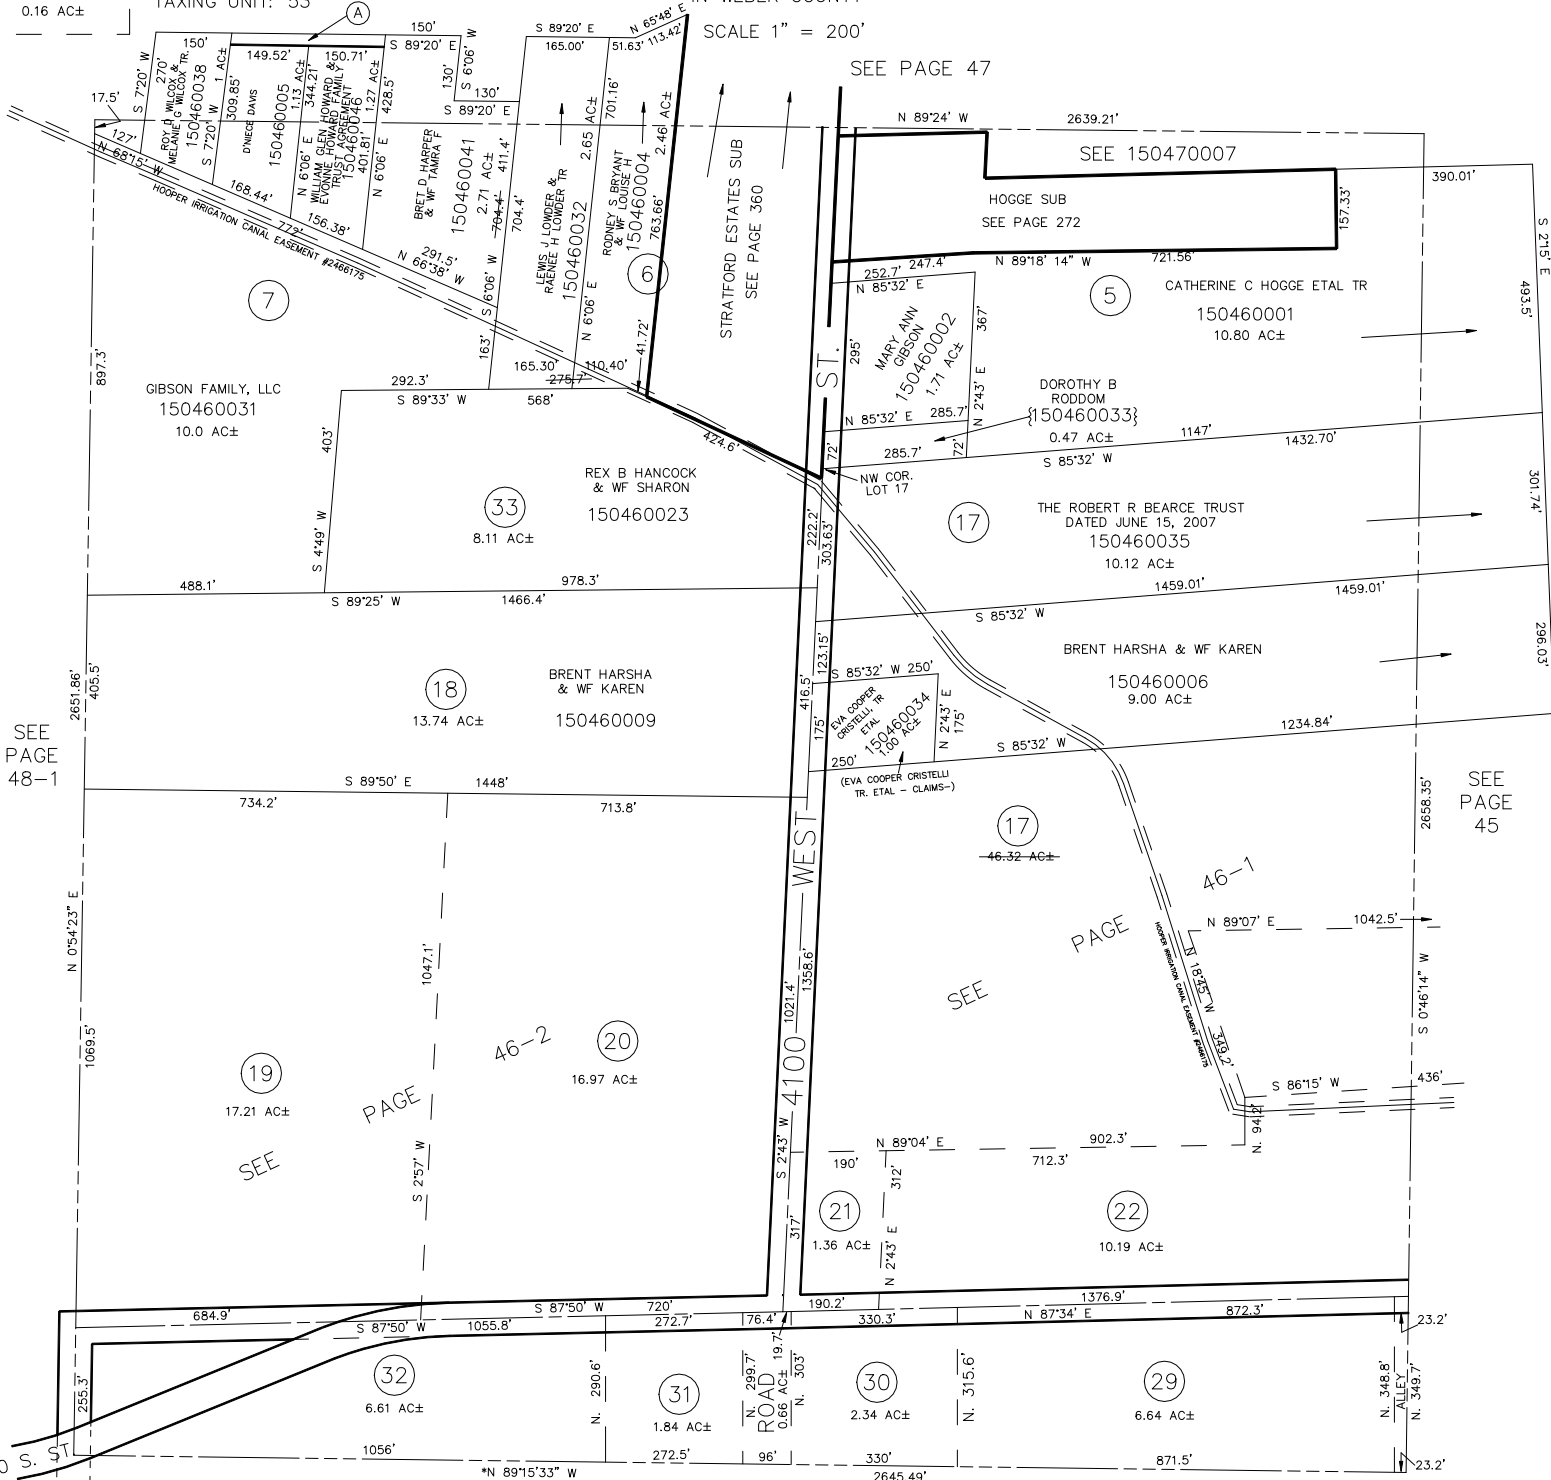 0.16 AC±
TAXING UNIT: 53
IN WEBER COUNTY
SCALE 1" = 200'
SEE PAGE 47
A
150'
S 89°20' E
S 6°06' W
130'
130'
S 89°20' E
S 89°20' E
165.00'
51.63'
N 65°48' E
113.42'
150'
S 7°20' W
270'
ROY D WILCOX &
MELANIE G WILCOX TR.
150460038
1 AC±
149.52'
309.85'
S 7°20' W
D'NIECE DAVIS
150460005
1.13 AC±
344.21'
N 6°06' E
150.71'
WILLIAM GLEN HOWARD &
EVONNE HOWARD FAMILY
TRUST AGREEMENT
150460046
401.81'
1.27 AC±
428.5'
N 6°06' E
17.5'
127'
N 68°15' W
168.44'
156.38'
772'
HOOPER IRRIGATION CANAL EASEMENT #2466175
BRET D HARPER
& WF TAMRA F
150460041
2.71 AC±
704.4'
411.4'
704.4'
291.5'
N 66°38' W
S 6°06' W
163'
LEWIS J LOWDER &
RAENEE H LOWDER TR
150460032
2.65 AC±
701.16'
N 6°06' E
RODNEY S BRYANT
& WF LOUISE H
150460004
2.46 AC±
763.66'
6
41.72'
165.30'
110.40'
275.7'
STRATFORD ESTATES SUB
SEE PAGE 360
N 89°24' W
2639.21'
SEE 150470007
HOGGE SUB
SEE PAGE 272
157.33'
390.01'
S 2°15' E
493.5'
252.7'
247.4'
N 89°18' 14" W
721.56'
N 85°32' E
5
CATHERINE C HOGGE ETAL TR
150460001
10.80 AC±
MARY ANN
GIBSON
150460002
1.71 AC±
367'
N 2°43' E
295'
ST.
7
897.3'
GIBSON FAMILY, LLC
150460031
10.0 AC±
292.3'
S 89°33' W
568'
403'
S 4°49' W
424.6'
DOROTHY B
RODDOM
{150460033}
0.47 AC±
N 85°32' E
285.7'
72'
285.7'
72'
1147'
1432.70'
S 85°32' W
NW COR.
LOT 17
REX B HANCOCK
& WF SHARON
33
150460023
8.11 AC±
222.2'
303.63'
17
THE ROBERT R BEARCE TRUST
DATED JUNE 15, 2007
150460035
10.12 AC±
301.74'
488.1'
978.3'
S 89°25' W
1466.4'
1459.01'
1459.01'
S 85°32' W
2651.86'
405.5'
18
13.74 AC±
BRENT HARSHA
& WF KAREN
150460009
416.5'
123.15'
S 85°32' W
250'
175'
EVA COOPER
CRISTELLI, TR
ETAL
150460034
1.00 AC±
N 2°43' E
175'
250'
(EVA COOPER CRISTELLI
TR. ETAL - CLAIMS-)
BRENT HARSHA & WF KAREN
150460006
9.00 AC±
296.03'
1234.84'
S 85°32' W
SEE
PAGE
48-1
S 89°50' E
1448'
734.2'
713.8'
17
46.32 AC±
2658.35'
SEE
PAGE
45
SEE PAGE 46-1
N 89°07' E
1042.5'
N 18°45' W
349.2'
HOOPER IRRIGATION CANAL EASEMENT #2466175
S 0°46'14" W
N 0°54'23" E
1047.1'
1358.6'
1021.4'
4100 WEST
SEE PAGE 46-2
1069.5'
19
17.21 AC±
20
16.97 AC±
S 2°57' W
S 2°43' W
S 86°15' W
436'
N. 94.2'
N 89°04' E
902.3'
190'
712.3'
312'
21
1.36 AC±
N 2°43' E
317'
22
10.19 AC±
684.9'
S 87°50' W
720'
190.2'
1376.9'
S 87°50' W
1055.8'
272.7'
76.4'
330.3'
N 87°34' E
872.3'
23.2'
19.7'
255.3'
32
6.61 AC±
N. 290.6'
31
1.84 AC±
N. 299.7'
ROAD
0.66 AC±
N. 303'
30
2.34 AC±
N. 315.6'
29
6.64 AC±
N. 348.8'
ALLEY
N. 349.7'
0 S. ST
1056'
272.5'
96'
330'
871.5'
23.2'
*N 89°15'33" W
2645.49'